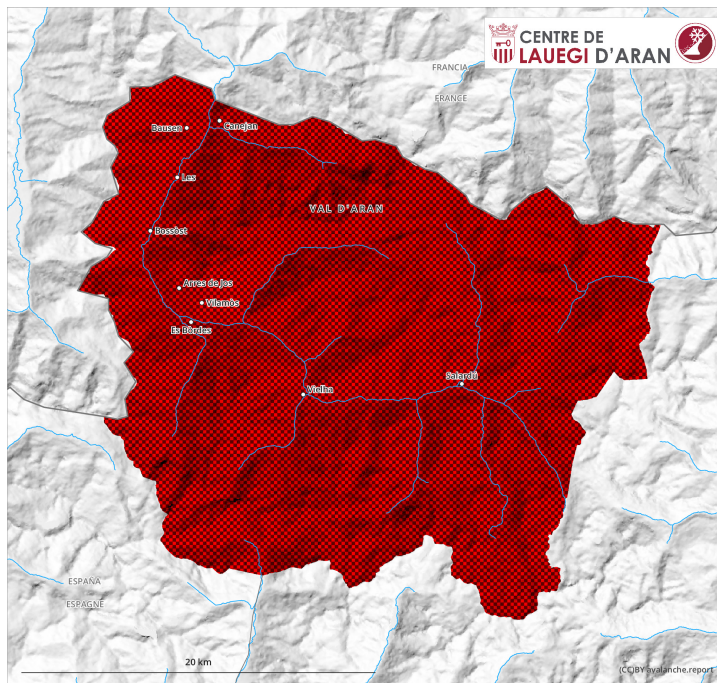 CENTRE DE
LAUEGI D'ARAN
FRANCIA
FRANCE
Bausen
Canejan
Les
VAL D'ARAN
Bossòst
Arres de Jos
Vilamòs
Es Bòrdes
Vielha
Salardú
ESPAÑA
ESPAGNE
20 km
(CC)BY avalanche.report